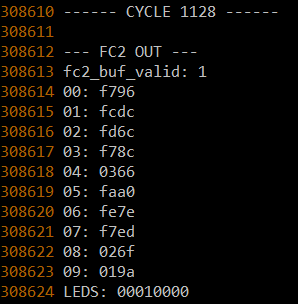 308610 ------ CYCLE 1128 ------
308611
308612 --- FC2 OUT ---
308613 fc2_buf_valid: 1
308614 00: f796
308615 01: fcdc
308616 02: fd6c
308617 03: f78c
308618 04: 0366
308619 05: faa0
308620 06: fe7e
308621 07: f7ed
308622 08: 026f
308623 09: 019a
308624 LEDS: 00010000